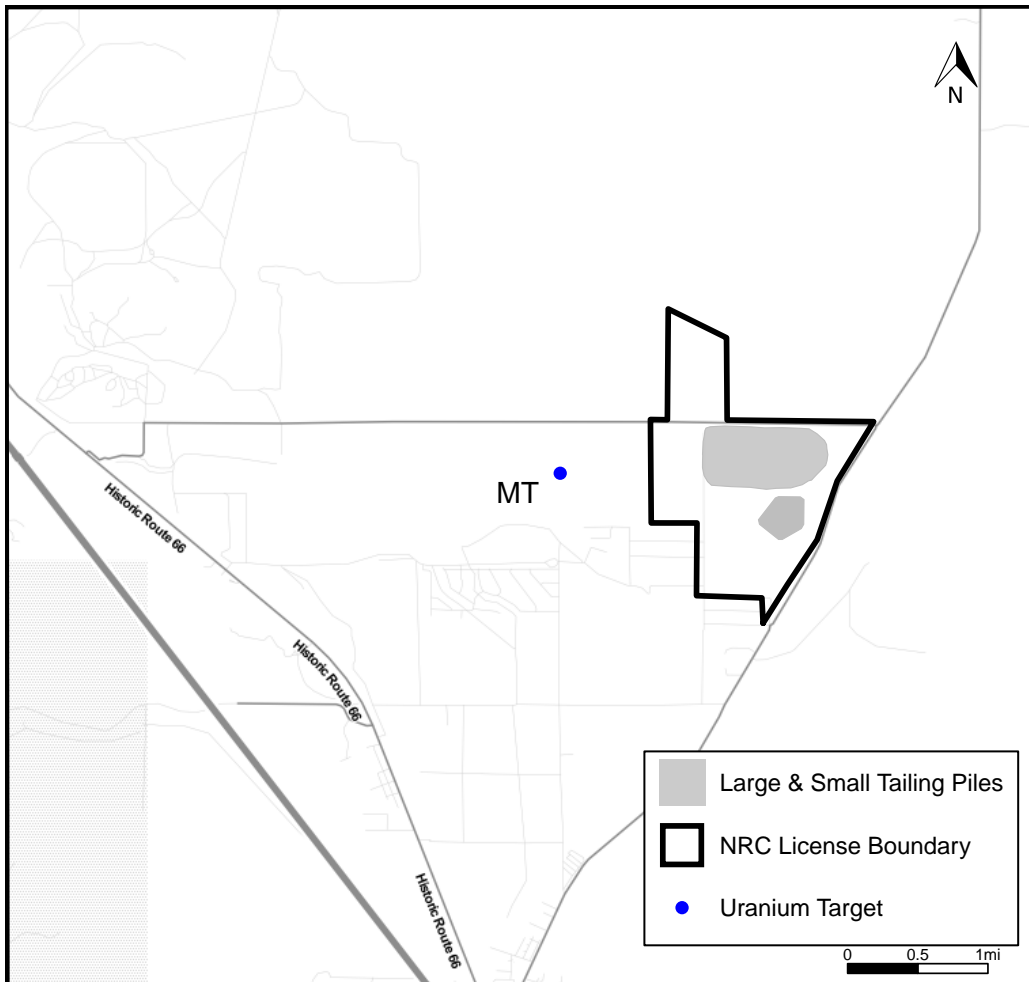 N
MT
Historic Route 66
Historic Route 66
Historic Route 66
Large & Small Tailing Piles
NRC License Boundary
Uranium Target
0 0.5 1mi